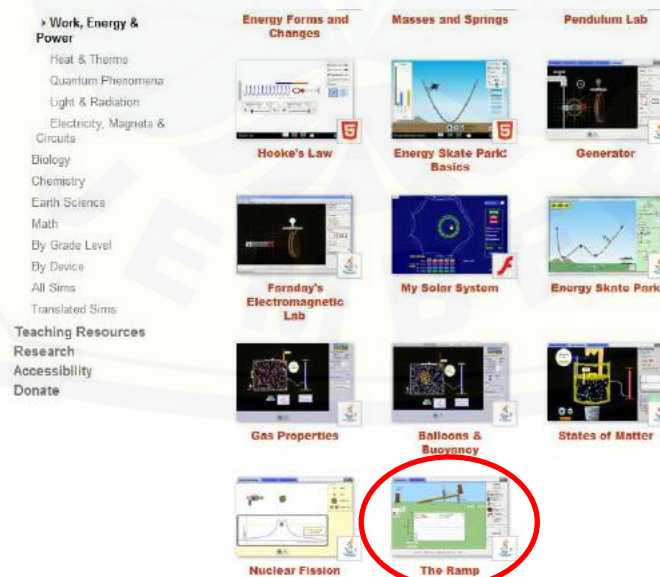 › Work, Energy &
Power
Heat & Thermo
Quantum Phenomena
Light & Radiation
Electricity, Magnets &
Circuits
Biology
Chemistry
Earth Science
Math
By Grade Level
By Device
All Sims
Translated Sims
Teaching Resources
Research
Accessibility
Donate
Energy Forms and
Changes
Masses and Springs
Pendulum Lab
Hooke's Law
Energy Skate Park:
Basics
Generator
Faraday's
Electromagnetic
Lab
My Solar System
Energy Skate Park
Gas Properties
Balloons &
Buoyancy
States of Matter
Nuclear Fission
The Ramp